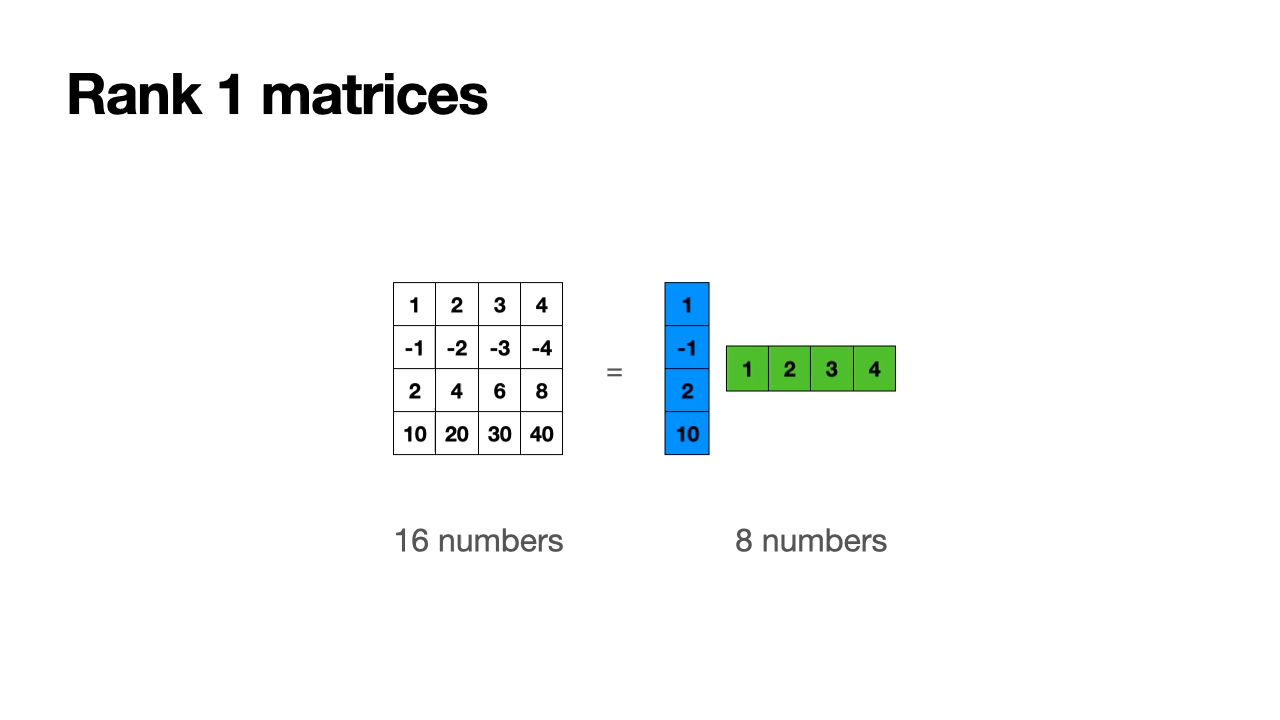 Rank 1 matrices
1 2 3 4
-1 -2 -3 -4
2 4 6 8
10 20 30 40
=
1
-1
2
10
1 2 3 4
16 numbers
8 numbers